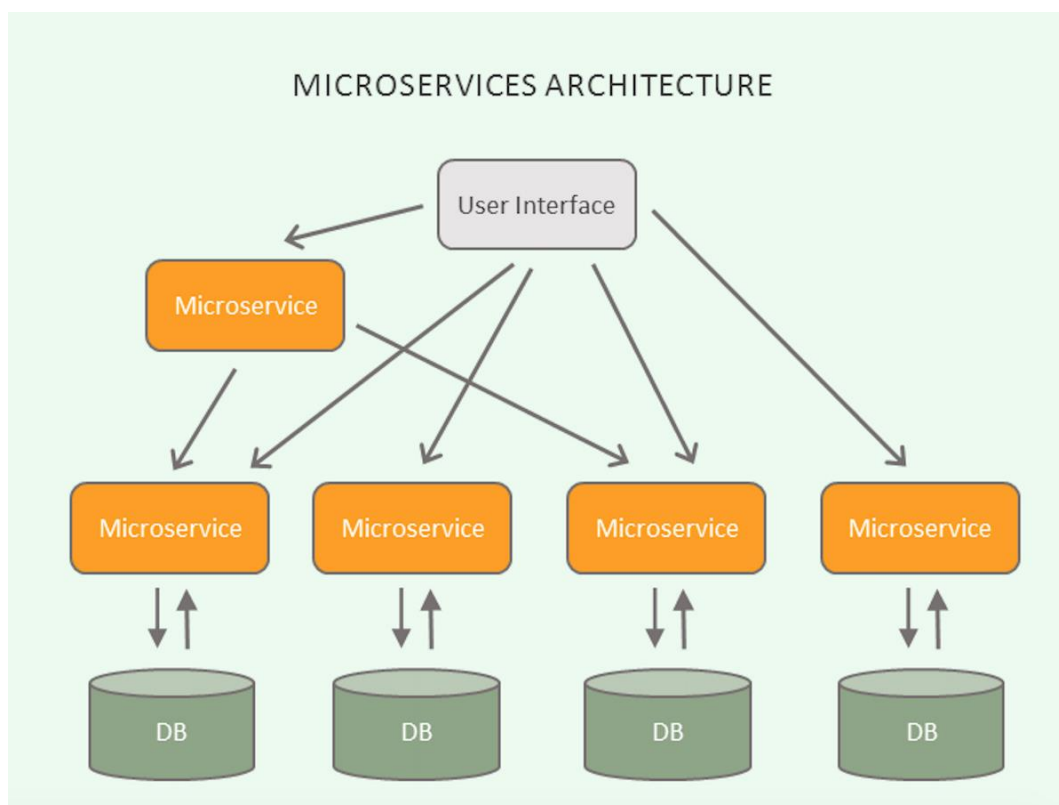 MICROSERVICES ARCHITECTURE
User Interface
Microservice
Microservice
Microservice
Microservice
Microservice
DB
DB
DB
DB